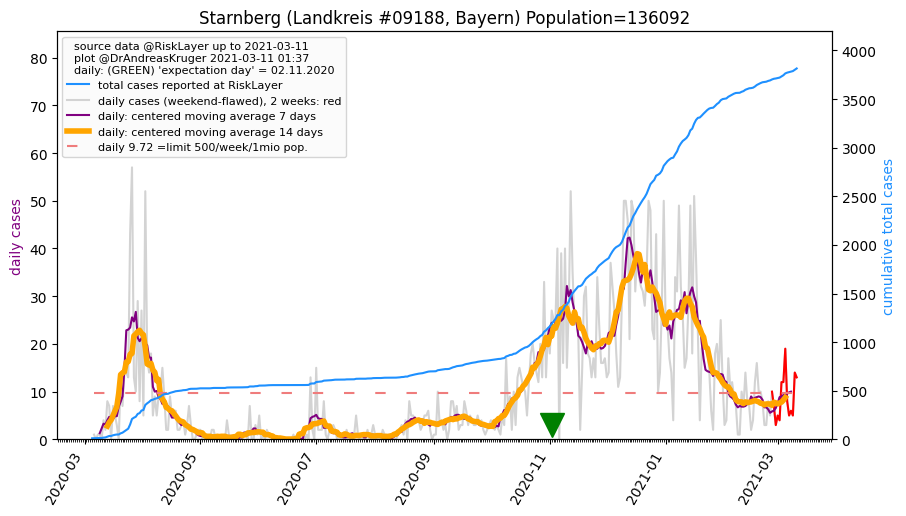 Starnberg (Landkreis #09188, Bayern) Population=136092
source data @RiskLayer up to 2021-03-11
plot @DrAndreasKruger 2021-03-11 01:37
daily: (GREEN) 'expectation day' = 02.11.2020
total cases reported at RiskLayer
daily cases (weekend-flawed), 2 weeks: red
daily: centered moving average 7 days
daily: centered moving average 14 days
daily 9.72 =limit 500/week/1mio pop.
daily cases
80
70
60
50
40
30
20
10
0
cumulative total cases
4000
3500
3000
2500
2000
1500
1000
500
0
2020-03
2020-05
2020-07
2020-09
2020-11
2021-01
2021-03